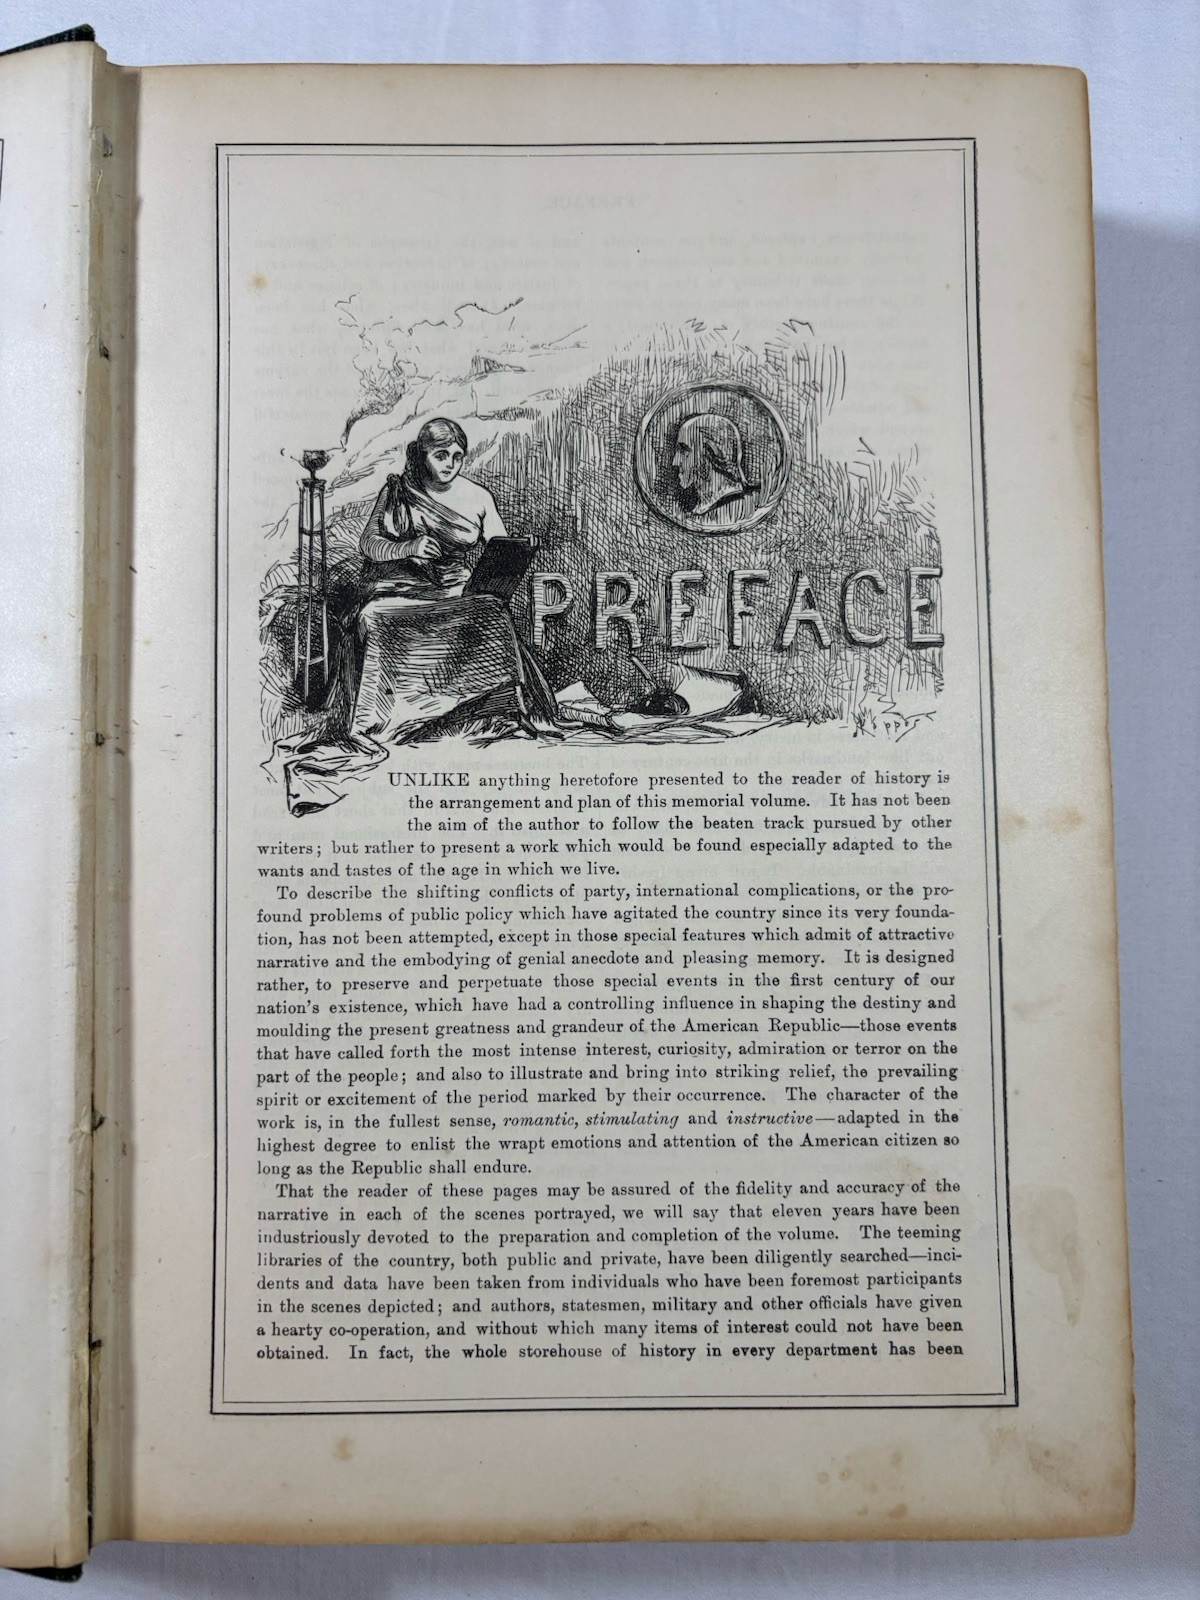 PREFACE
Keppest
UNLIKE anything heretofore presented to the reader of history is
the arrangement and plan of this memorial volume. It has not been
the aim of the author to follow the beaten track pursued by other
writers; but rather to present a work which would be found especially adapted to the
wants and tastes of the age in which we live.
To describe the shifting conflicts of party, international complications, or the pro-
found problems of public policy which have agitated the country since its very founda-
tion, has not been attempted, except in those special features which admit of attractive
narrative and the embodying of genial anecdote and pleasing memory. It is designed
rather, to preserve and perpetuate those special events in the first century of our
nation's existence, which have had a controlling influence in shaping the destiny and
moulding the present greatness and grandeur of the American Republic—those events
that have called forth the most intense interest, curiosity, admiration or terror on the
part of the people; and also to illustrate and bring into striking relief, the prevailing
spirit or excitement of the period marked by their occurrence. The character of the
work is, in the fullest sense, romantic, stimulating and instructive—adapted in the
highest degree to enlist the wrapt emotions and attention of the American citizen so
long as the Republic shall endure.
That the reader of these pages may be assured of the fidelity and accuracy of the
narrative in each of the scenes portrayed, we will say that eleven years have been
industriously devoted to the preparation and completion of the volume. The teeming
libraries of the country, both public and private, have been diligently searched—inci-
dents and data have been taken from individuals who have been foremost participants
in the scenes depicted; and authors, statesmen, military and other officials have given
a hearty co-operation, and without which many items of interest could not have been
obtained. In fact, the whole storehouse of history in every department has been